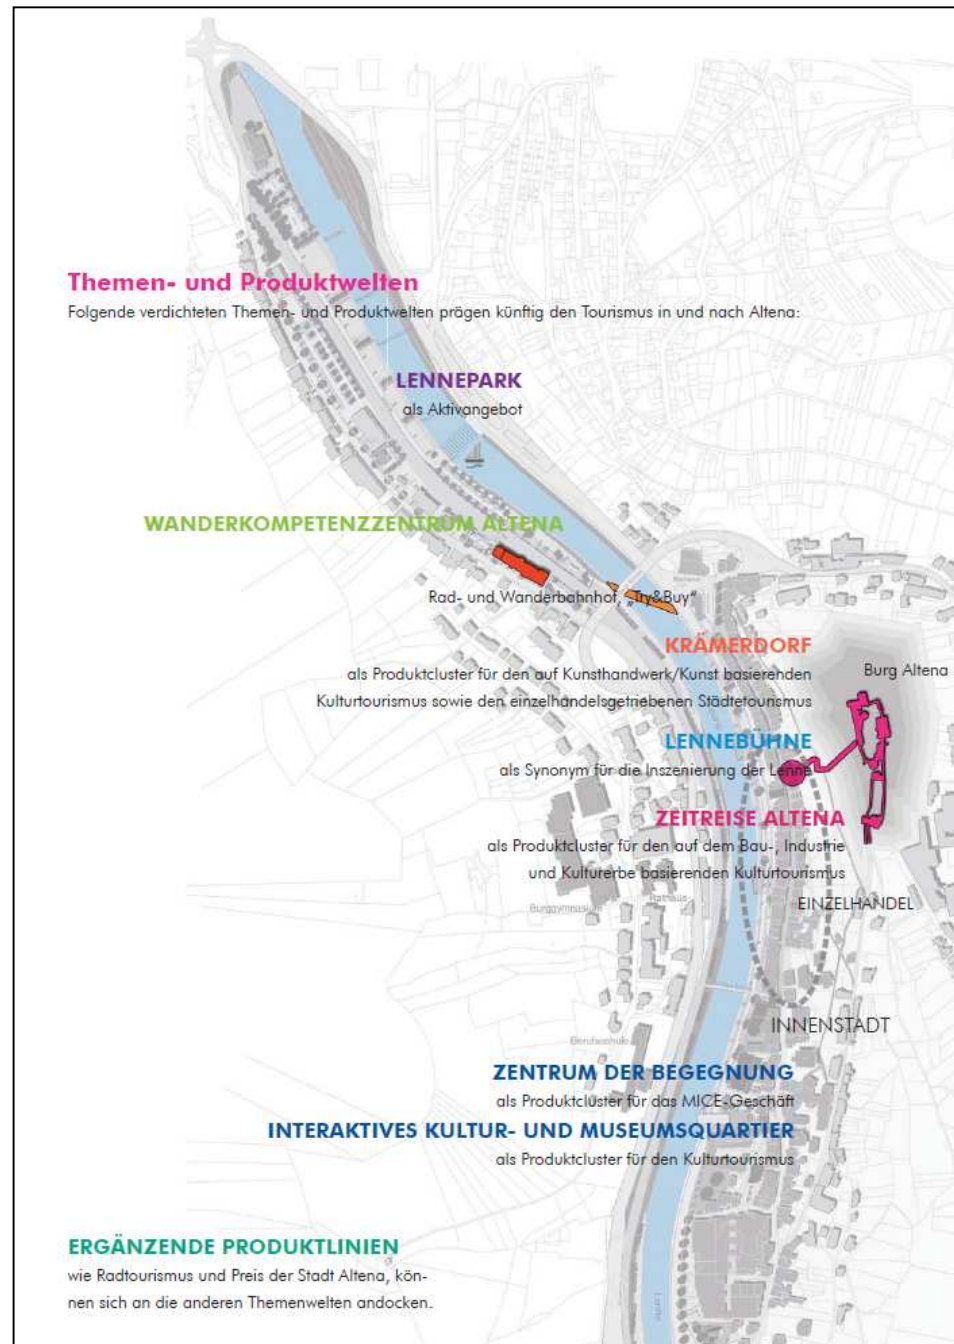 Themen- und Produktwelten
Folgende verdichteten Themen- und Produktwelten prägen künftig den Tourismus in und nach Altena:
LENNEPARK
als Aktivangebot
WANDERKOMPETENZZENTRUM ALTENA
Rad- und Wanderbahnhof, „Try&Buy“
KRÄMERDORF
als Produktcluster für den auf Kunsthandwerk/Kunst basierenden
Kulturtourismus sowie den einzelhandelsgetriebenen Städtetourismus
Burg Altena
LENNEBÜHNE
als Synonym für die Inszenierung der Lenne
ZEITREISE ALTENA
als Produktcluster für den auf dem Bau-, Industrie
und Kulturerbe basierenden Kulturtourismus
Rathaus
EINZELHANDEL
Burggymnasium
INNENSTADT
Berufsschule
ZENTRUM DER BEGEGNUNG
als Produktcluster für das MICE-Geschäft
INTERAKTIVES KULTUR- UND MUSEUMSQUARTIER
als Produktcluster für den Kulturtourismus
ERGÄNZENDE PRODUKTLINIEN
wie Radtourismus und Preis der Stadt Altena, kön-
nen sich an die anderen Themenwelten andocken.
Lenne